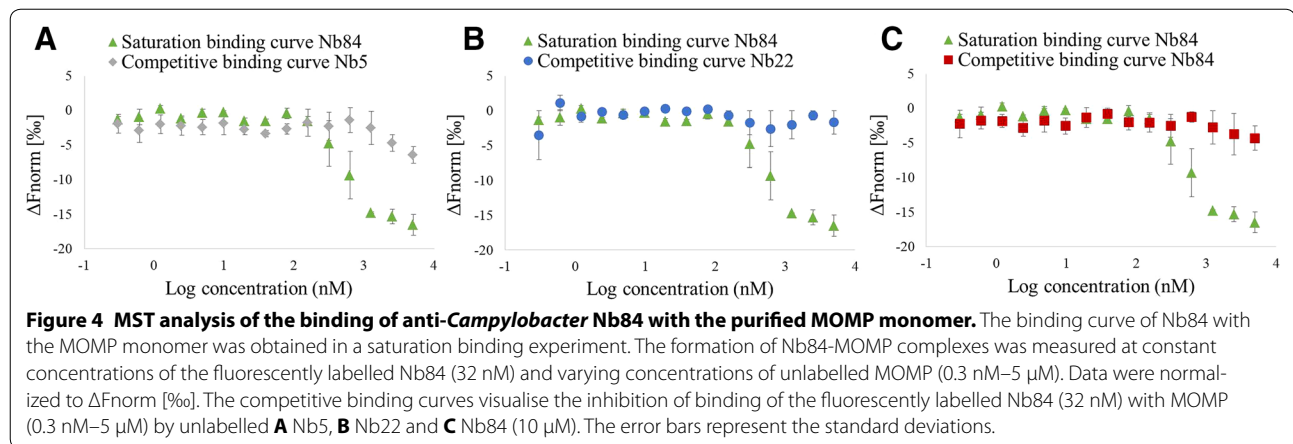 A
Saturation binding curve Nb84
Competitive binding curve Nb5
5
0
-5
-10
-15
-20
ΔFnorm [‰]
-1 0 1 2 3 4
Log concentration (nM)
B
Saturation binding curve Nb84
Competitive binding curve Nb22
5
0
-5
-10
-15
-20
ΔFnorm [‰]
-1 0 1 2 3 4
Log concentration (nM)
C
Saturation binding curve Nb84
Competitive binding curve Nb84
5
0
-5
-10
-15
-20
ΔFnorm [‰]
-1 0 1 2 3 4
Log concentration (nM)
Figure 4 MST analysis of the binding of anti-Campylobacter Nb84 with the purified MOMP monomer. The binding curve of Nb84 with
the MOMP monomer was obtained in a saturation binding experiment. The formation of Nb84-MOMP complexes was measured at constant
concentrations of the fluorescently labelled Nb84 (32 nM) and varying concentrations of unlabelled MOMP (0.3 nM–5 µM). Data were normal-
ized to ΔFnorm [‰]. The competitive binding curves visualise the inhibition of binding of the fluorescently labelled Nb84 (32 nM) with MOMP
(0.3 nM–5 µM) by unlabelled A Nb5, B Nb22 and C Nb84 (10 µM). The error bars represent the standard deviations.